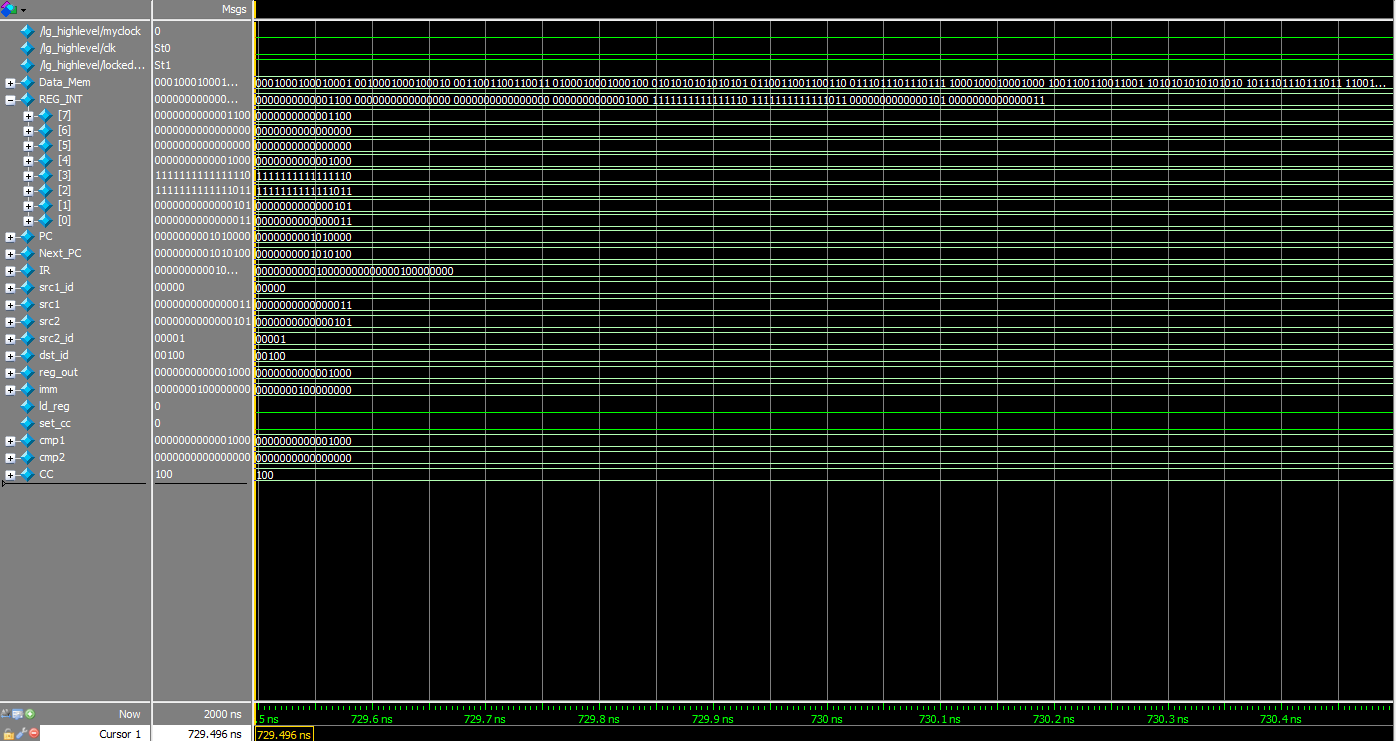 Msgs
/lg_highlevel/myclock 0
/lg_highlevel/clk St0
/lg_highlevel/locked... St1
Data_Mem 000100010001... 0001000100010001 0010001000100010 0011001100110011 0100010001000100 0101010101010101 0110011001100110 0111011101110111 1000100010001000 1001100110011001 1010101010101010 1011101110111011 11001...
REG_INT 000000000000... 0000000000001100 0000000000000000 0000000000000000 0000000000001000 1111111111111110 1111111111111011 0000000000000101 0000000000000011
[7] 0000000000001100 0000000000001100
[6] 0000000000000000 0000000000000000
[5] 0000000000000000 0000000000000000
[4] 0000000000001000 0000000000001000
[3] 1111111111111110 1111111111111110
[2] 1111111111111011 1111111111111011
[1] 0000000000000101 0000000000000101
[0] 0000000000000011 0000000000000011
PC 0000000001010000 0000000001010000
Next_PC 0000000001010100 0000000001010100
IR 000000000010... 00000000001000000000000100000000
src1_id 00000 00000
src1 0000000000000011 0000000000000011
src2 0000000000000101 0000000000000101
src2_id 00001 00001
dst_id 00100 00100
reg_out 0000000000001000 0000000000001000
imm 0000000100000000 0000000100000000
ld_reg 0
set_cc 0
cmp1 0000000000001000 0000000000001000
cmp2 0000000000000000 0000000000000000
CC 100 100
Now 2000 ns .5 ns 729.6 ns 729.7 ns 729.8 ns 729.9 ns 730 ns 730.1 ns 730.2 ns 730.3 ns 730.4 ns
Cursor 1 729.496 ns 729.496 ns